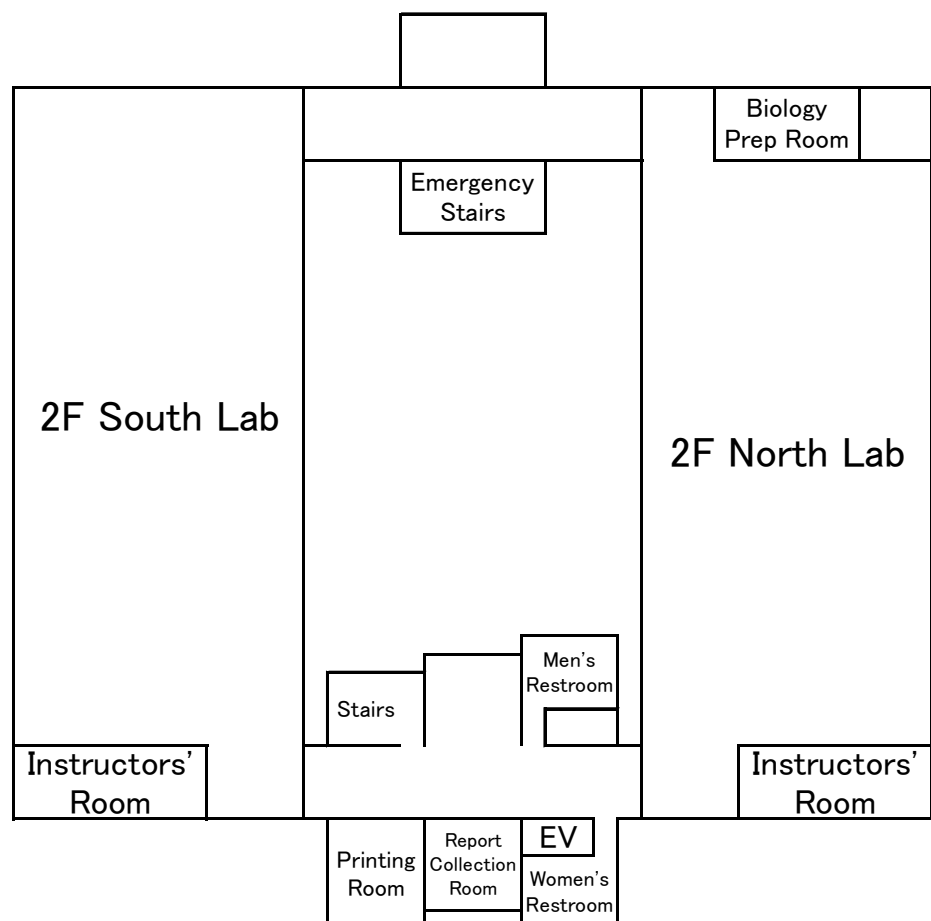 Biology
Prep Room
Emergency
Stairs
2F South Lab
2F North Lab
Men's
Restroom
Stairs
Instructors'
Room
Instructors'
Room
Printing
Room
Report
Collection
Room
EV
Women's
Restroom